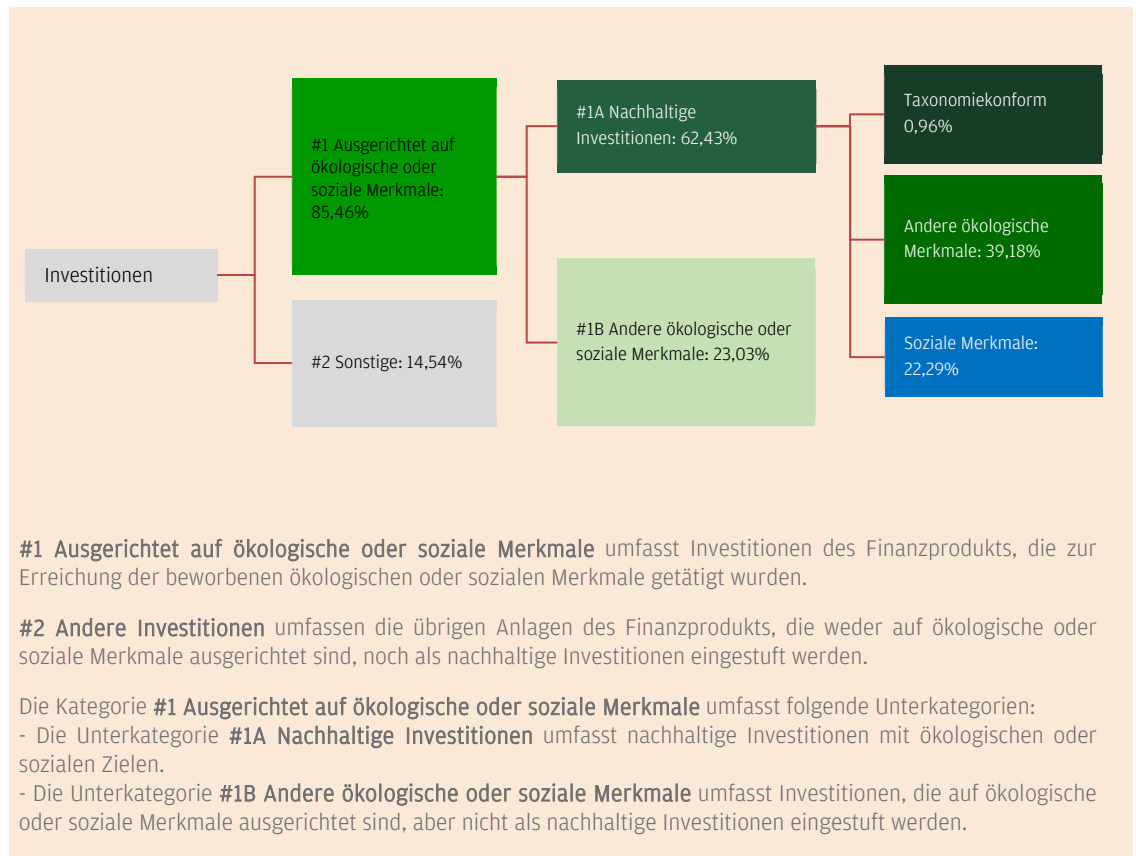 Investitionen
#1 Ausgerichtet auf
ökologische oder
soziale Merkmale:
85,46%
#2 Sonstige: 14,54%
#1A Nachhaltige
Investitionen: 62,43%
#1B Andere ökologische oder
soziale Merkmale: 23,03%
Taxonomiekonform
0,96%
Andere ökologische
Merkmale: 39,18%
Soziale Merkmale:
22,29%
#1 Ausgerichtet auf ökologische oder soziale Merkmale umfasst Investitionen des Finanzprodukts, die zur
Erreichung der beworbenen ökologischen oder sozialen Merkmale getätigt wurden.
#2 Andere Investitionen umfassen die übrigen Anlagen des Finanzprodukts, die weder auf ökologische oder
soziale Merkmale ausgerichtet sind, noch als nachhaltige Investitionen eingestuft werden.
Die Kategorie #1 Ausgerichtet auf ökologische oder soziale Merkmale umfasst folgende Unterkategorien:
- Die Unterkategorie #1A Nachhaltige Investitionen umfasst nachhaltige Investitionen mit ökologischen oder
sozialen Zielen.
- Die Unterkategorie #1B Andere ökologische oder soziale Merkmale umfasst Investitionen, die auf ökologische
oder soziale Merkmale ausgerichtet sind, aber nicht als nachhaltige Investitionen eingestuft werden.